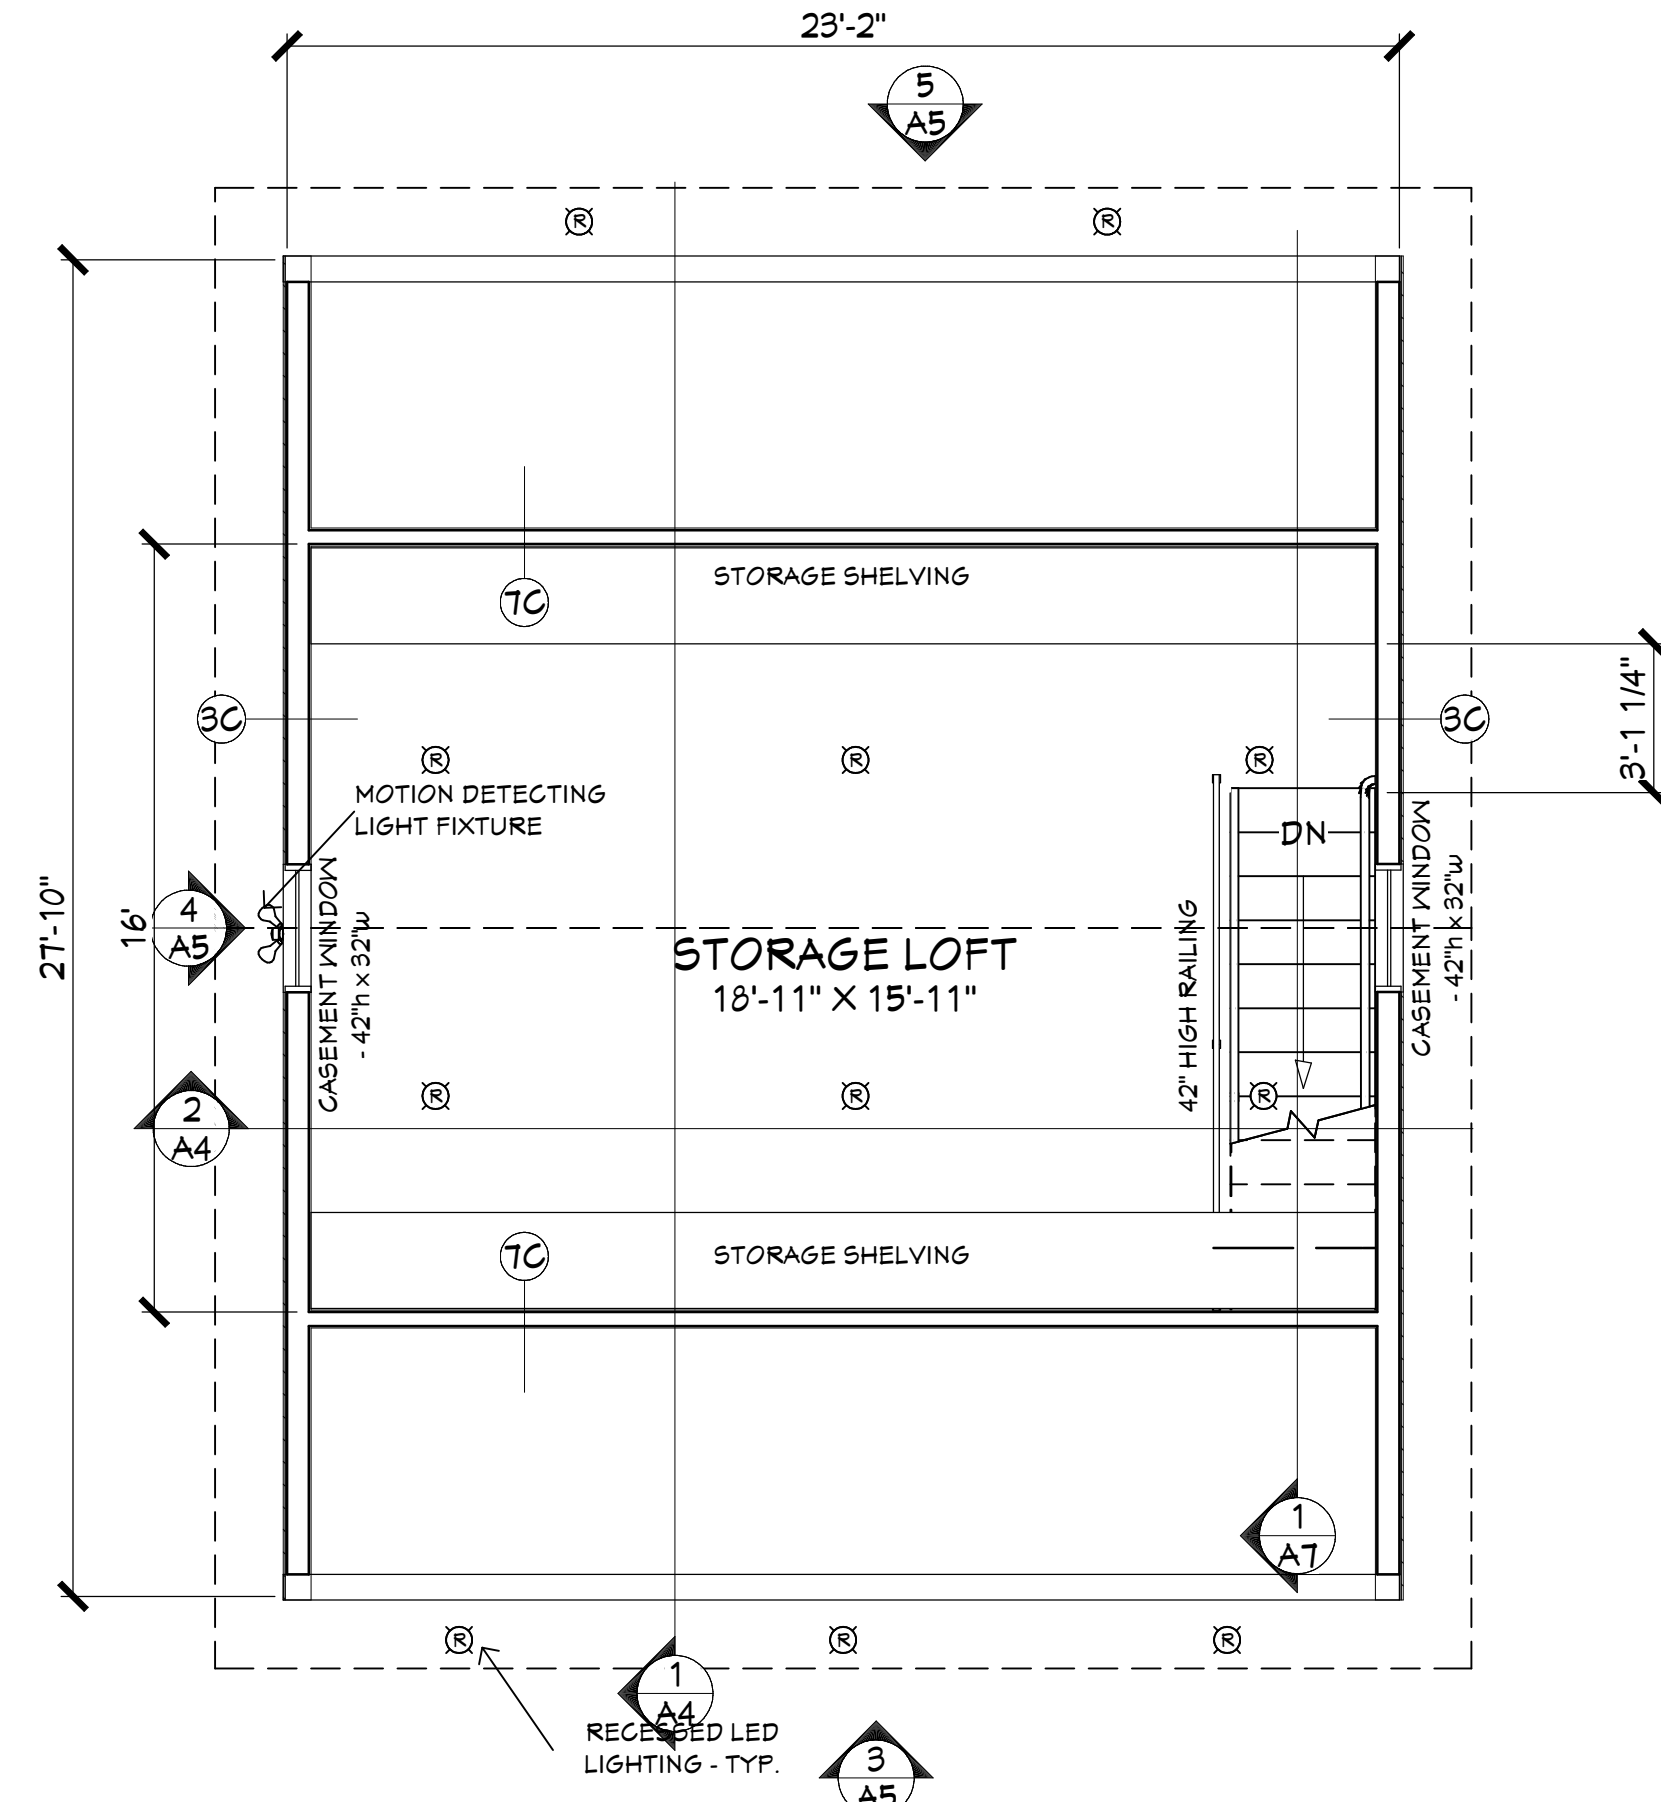 23'-2"
5
A5
R
R
STORAGE SHELVING
7C
3C
3C
3'-1 1/4"
R
R
R
MOTION DETECTING
LIGHT FIXTURE
DN
27'-10"
16'
4
A5
CASEMENT WINDOW
- 42"h x 32"w
STORAGE LOFT
18'-11" X 15'-11"
42" HIGH RAILING
CASEMENT WINDOW
- 42"h x 32"w
2
A4
R
R
R
7C
STORAGE SHELVING
1
A7
R
R
R
1
A4
RECESSED LED
LIGHTING - TYP.
3
A5